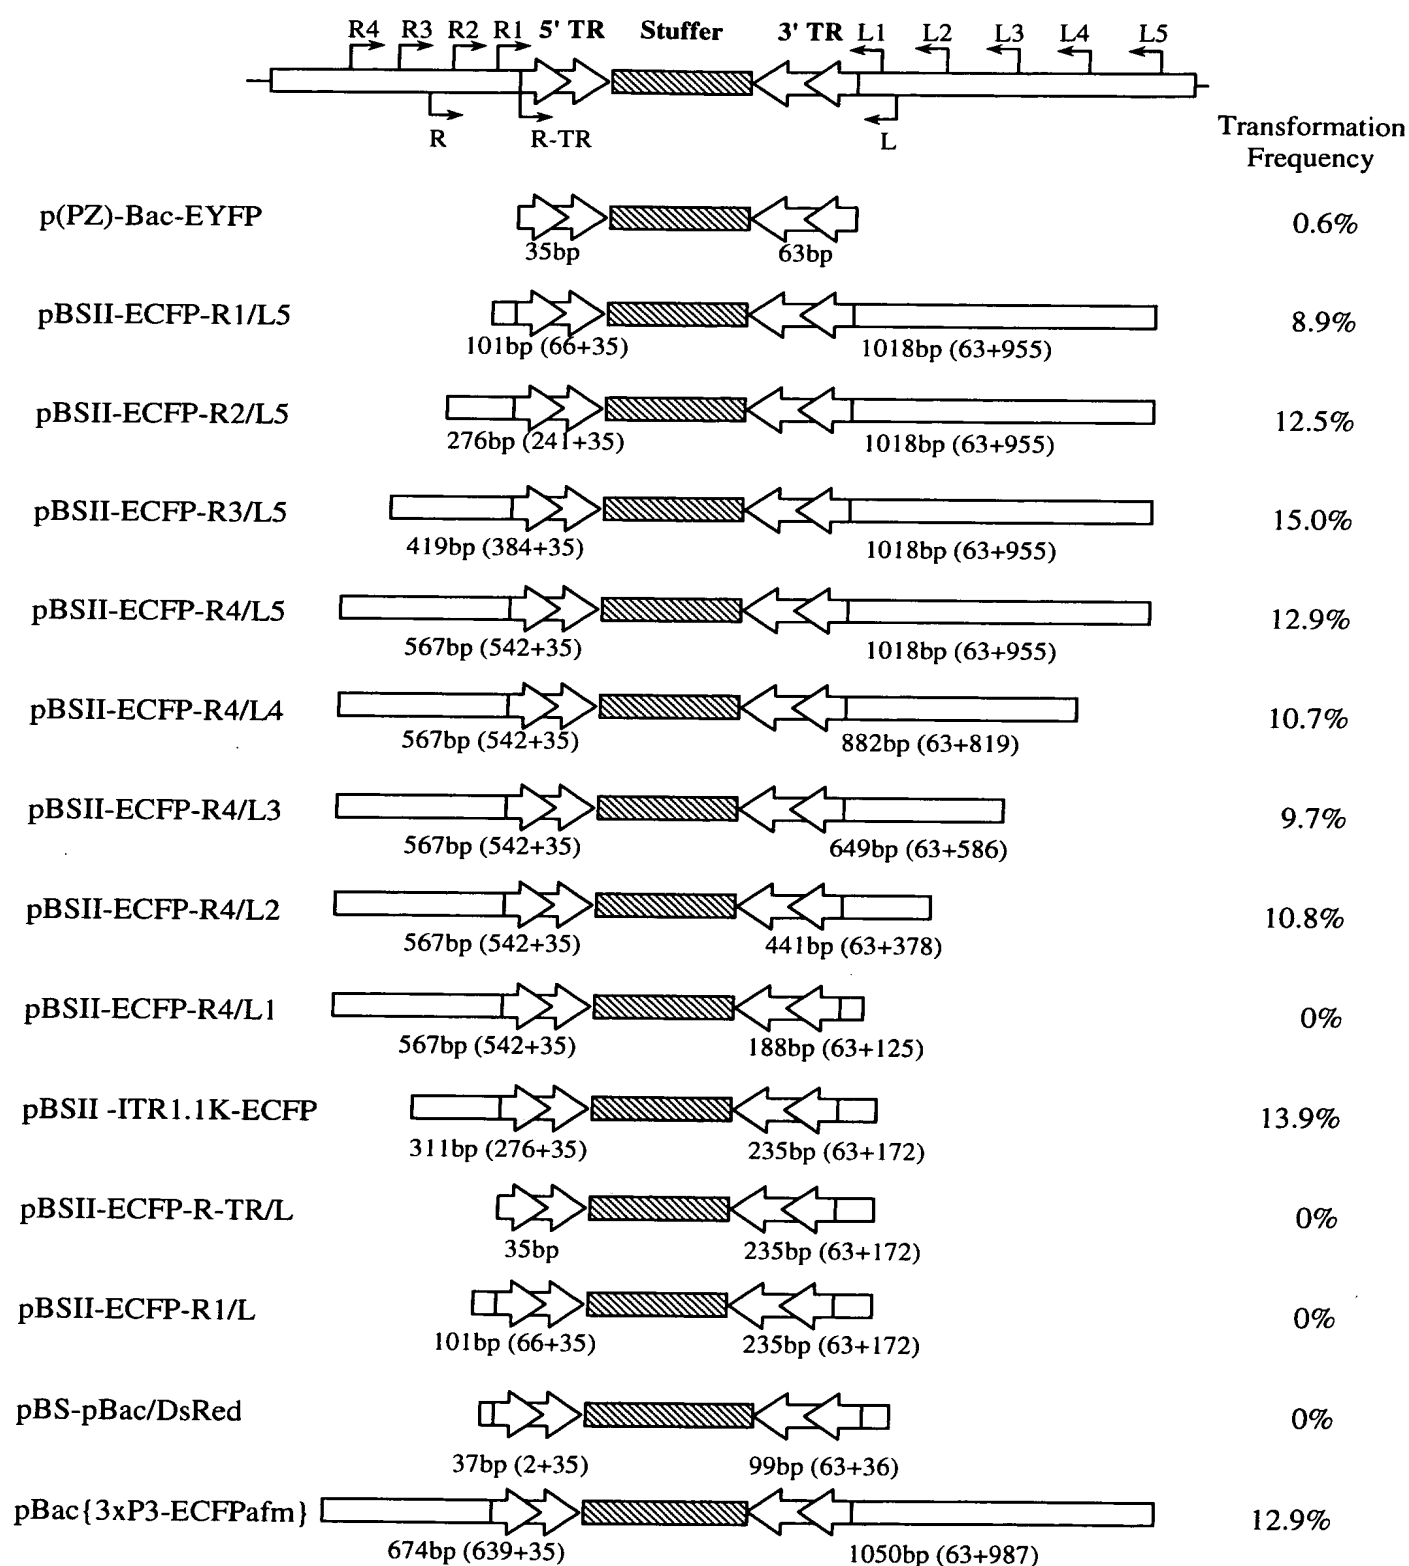 R4 R3 R2 R1 5' TR Stuffer 3' TR L1 L2 L3 L4 L5
R R-TR L
Transformation
Frequency
p(PZ)-Bac-EYFP 0.6%
35bp 63bp
pBSII-ECFP-R1/L5 8.9%
101bp (66+35) 1018bp (63+955)
pBSII-ECFP-R2/L5 12.5%
276bp (241+35) 1018bp (63+955)
pBSII-ECFP-R3/L5 15.0%
419bp (384+35) 1018bp (63+955)
pBSII-ECFP-R4/L5 12.9%
567bp (542+35) 1018bp (63+955)
pBSII-ECFP-R4/L4 10.7%
567bp (542+35) 882bp (63+819)
pBSII-ECFP-R4/L3 9.7%
567bp (542+35) 649bp (63+586)
pBSII-ECFP-R4/L2 10.8%
567bp (542+35) 441bp (63+378)
pBSII-ECFP-R4/L1 0%
567bp (542+35) 188bp (63+125)
pBSII -ITR1.1K-ECFP 13.9%
311bp (276+35) 235bp (63+172)
pBSII-ECFP-R-TR/L 0%
35bp 235bp (63+172)
pBSII-ECFP-R1/L 0%
101bp (66+35) 235bp (63+172)
pBS-pBac/DsRed 0%
37bp (2+35) 99bp (63+36)
pBac{3xP3-ECFPafm} 12.9%
674bp (639+35) 1050bp (63+987)